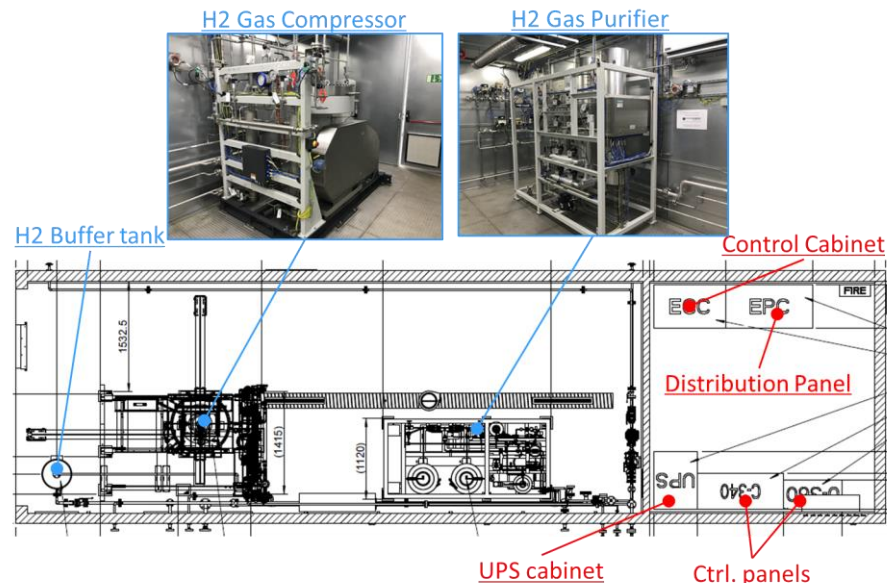 H2 Gas Compressor
H2 Gas Purifier
H2 Buffer tank
Control Cabinet
FIRE
EPC
1532.5
Distribution Panel
(1415)
(1120)
UPS
C-340
UPS cabinet
Ctrl. panels